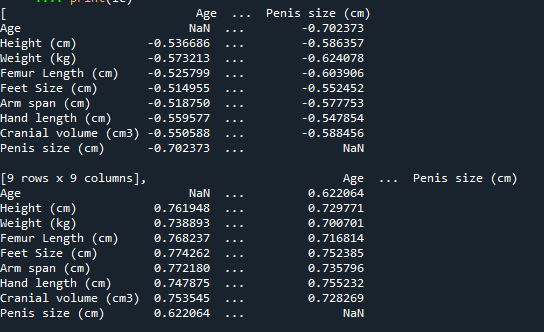 print(ic)
[ Age ... Penis size (cm)
Age NaN ... -0.702373
Height (cm) -0.536686 ... -0.586357
Weight (kg) -0.573213 ... -0.624078
Femur Length (cm) -0.525799 ... -0.603906
Feet Size (cm) -0.514955 ... -0.552452
Arm span (cm) -0.518750 ... -0.577753
Hand length (cm) -0.559577 ... -0.547854
Cranial volume (cm3) -0.550588 ... -0.588456
Penis size (cm) -0.702373 ... NaN
[9 rows x 9 columns], Age ... Penis size (cm)
Age NaN ... 0.622064
Height (cm) 0.761948 ... 0.729771
Weight (kg) 0.738893 ... 0.700701
Femur Length (cm) 0.768237 ... 0.716814
Feet Size (cm) 0.774262 ... 0.752385
Arm span (cm) 0.772180 ... 0.735796
Hand length (cm) 0.747875 ... 0.755232
Cranial volume (cm3) 0.753545 ... 0.728269
Penis size (cm) 0.622064 ... NaN